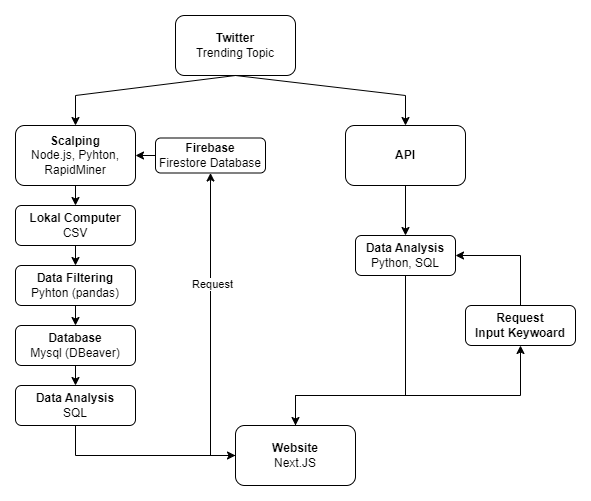 Twitter
Trending Topic
Scalping
Node.js, Pyhton,
RapidMiner
Firebase
Firestore Database
API
Lokal Computer
CSV
Data Analysis
Python, SQL
Data Filtering
Pyhton (pandas)
Request
Request
Input Keywoard
Database
Mysql (DBeaver)
Data Analysis
SQL
Website
Next.JS